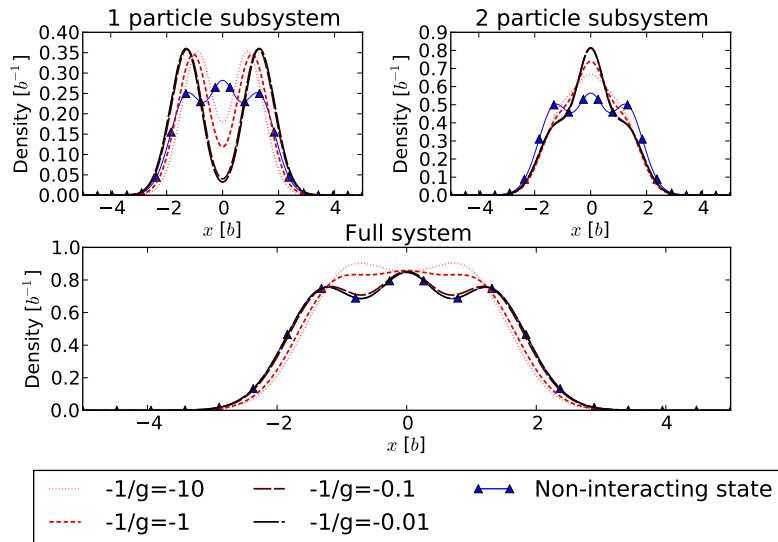 1 particle subsystem
2 particle subsystem
Density [b⁻¹]
0.40
0.35
0.30
0.25
0.20
0.15
0.10
0.05
0.00
−4 −2 0 2 4
x [b]
Density [b⁻¹]
0.9
0.8
0.7
0.6
0.5
0.4
0.3
0.2
0.1
0.0
−4 −2 0 2 4
x [b]
Full system
Density [b⁻¹]
1.0
0.8
0.6
0.4
0.2
0.0
−4 −2 0 2 4
x [b]
-1/g=-10 -1/g=-0.1 Non-interacting state
-1/g=-1 -1/g=-0.01